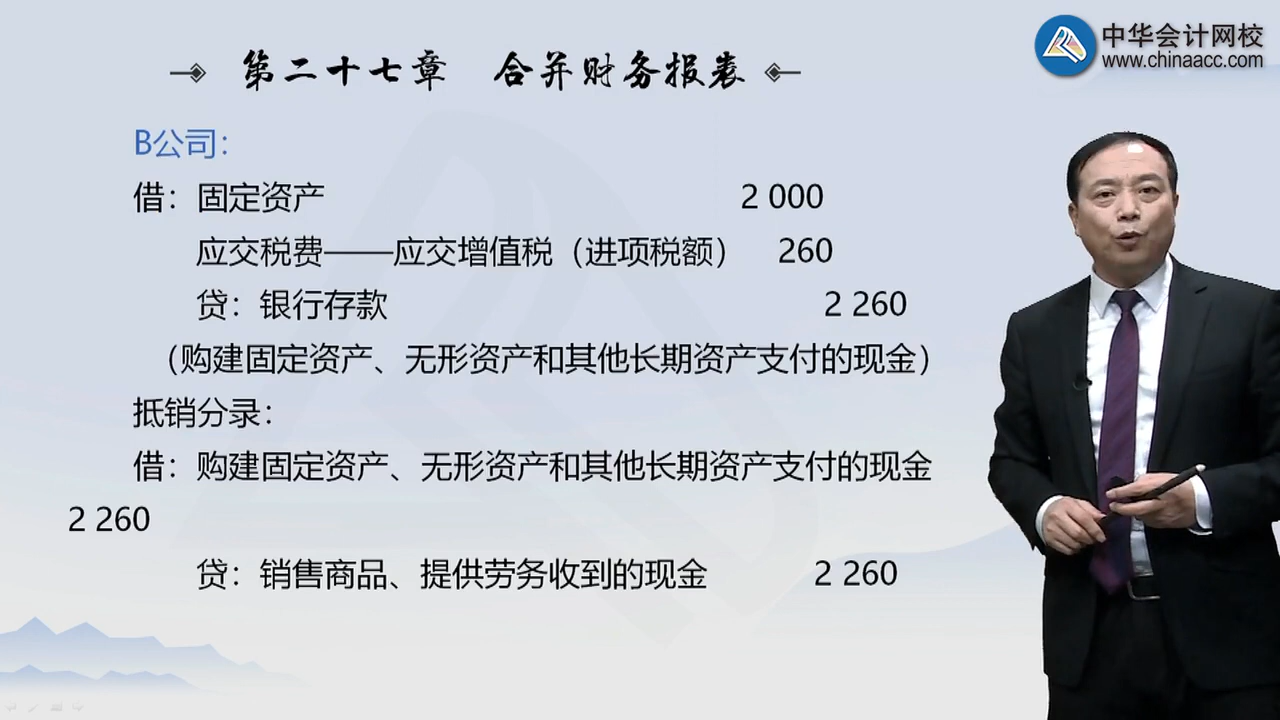 第二十七章 合并财务报表
中华会计网校
www.chinaacc.com
B公司：
借：固定资产 2 000
应交税费——应交增值税（进项税额） 260
贷：银行存款 2 260
（购建固定资产、无形资产和其他长期资产支付的现金）
抵销分录：
借：购建固定资产、无形资产和其他长期资产支付的现金
2 260
贷：销售商品、提供劳务收到的现金 2 260